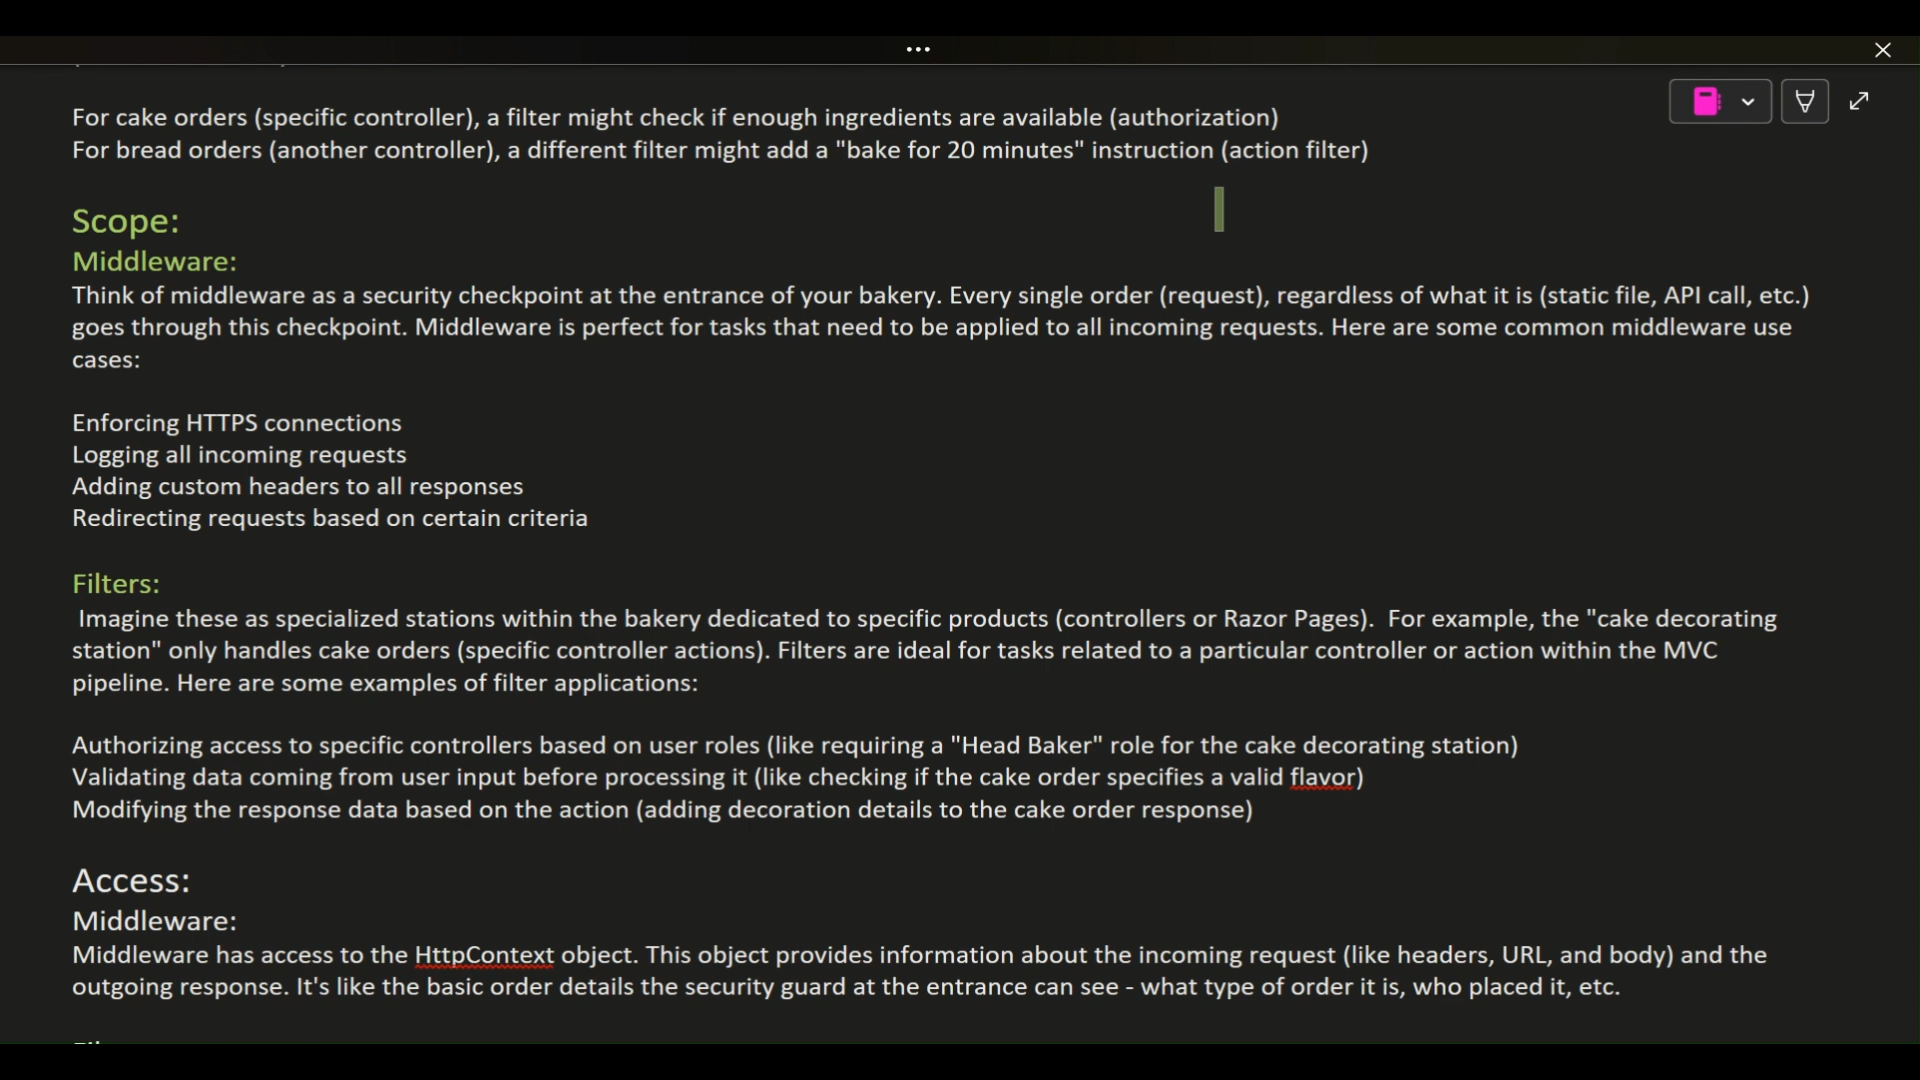 For cake orders (specific controller), a filter might check if enough ingredients are available (authorization)
For bread orders (another controller), a different filter might add a "bake for 20 minutes" instruction (action filter)
Scope:
Middleware:
Think of middleware as a security checkpoint at the entrance of your bakery. Every single order (request), regardless of what it is (static file, API call, etc.)
goes through this checkpoint. Middleware is perfect for tasks that need to be applied to all incoming requests. Here are some common middleware use
cases:
Enforcing HTTPS connections
Logging all incoming requests
Adding custom headers to all responses
Redirecting requests based on certain criteria
Filters:
Imagine these as specialized stations within the bakery dedicated to specific products (controllers or Razor Pages). For example, the "cake decorating
station" only handles cake orders (specific controller actions). Filters are ideal for tasks related to a particular controller or action within the MVC
pipeline. Here are some examples of filter applications:
Authorizing access to specific controllers based on user roles (like requiring a "Head Baker" role for the cake decorating station)
Validating data coming from user input before processing it (like checking if the cake order specifies a valid flavor)
Modifying the response data based on the action (adding decoration details to the cake order response)
Access:
Middleware:
Middleware has access to the HttpContext object. This object provides information about the incoming request (like headers, URL, and body) and the
outgoing response. It's like the basic order details the security guard at the entrance can see - what type of order it is, who placed it, etc.